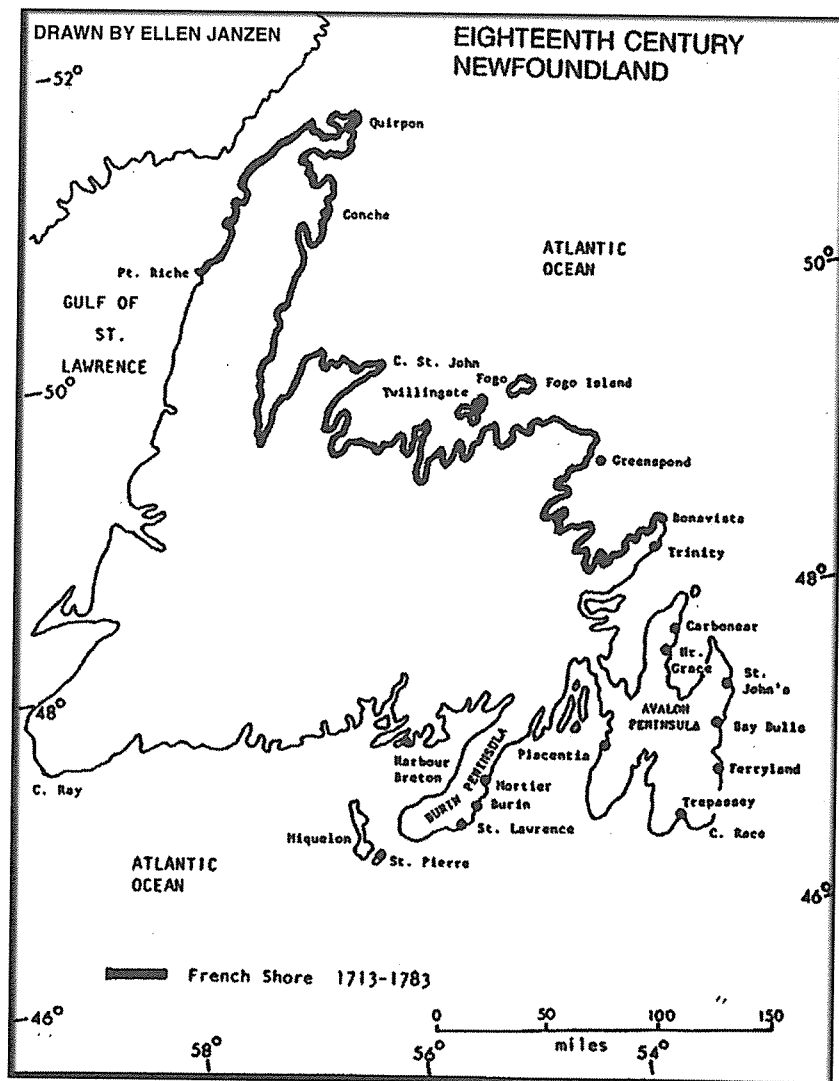 DRAWN BY ELLEN JANZEN
EIGHTEENTH CENTURY
NEWFOUNDLAND
52°
Quirpon
Conche
ATLANTIC
OCEAN
50°
Pt. Riche
GULF OF
ST.
LAWRENCE
50°
C. St. John
Fogo
Fogo Island
Twillingate
Greenspond
Bonavista
Trinity
48°
Carbonear
Hr.
Grace
St.
John's
48°
AVALON
PENINSULA
Bay Bulls
Placentia
Harbour
Breton
BURIN PENINSULA
Ferryland
C. Ray
Mortier
Burin
Trepassey
St. Lawrence
C. Race
Miquelon
St. Pierre
ATLANTIC
OCEAN
46°
French Shore 1713-1783
46°
0 50 100 150
miles
58°
56°
54°